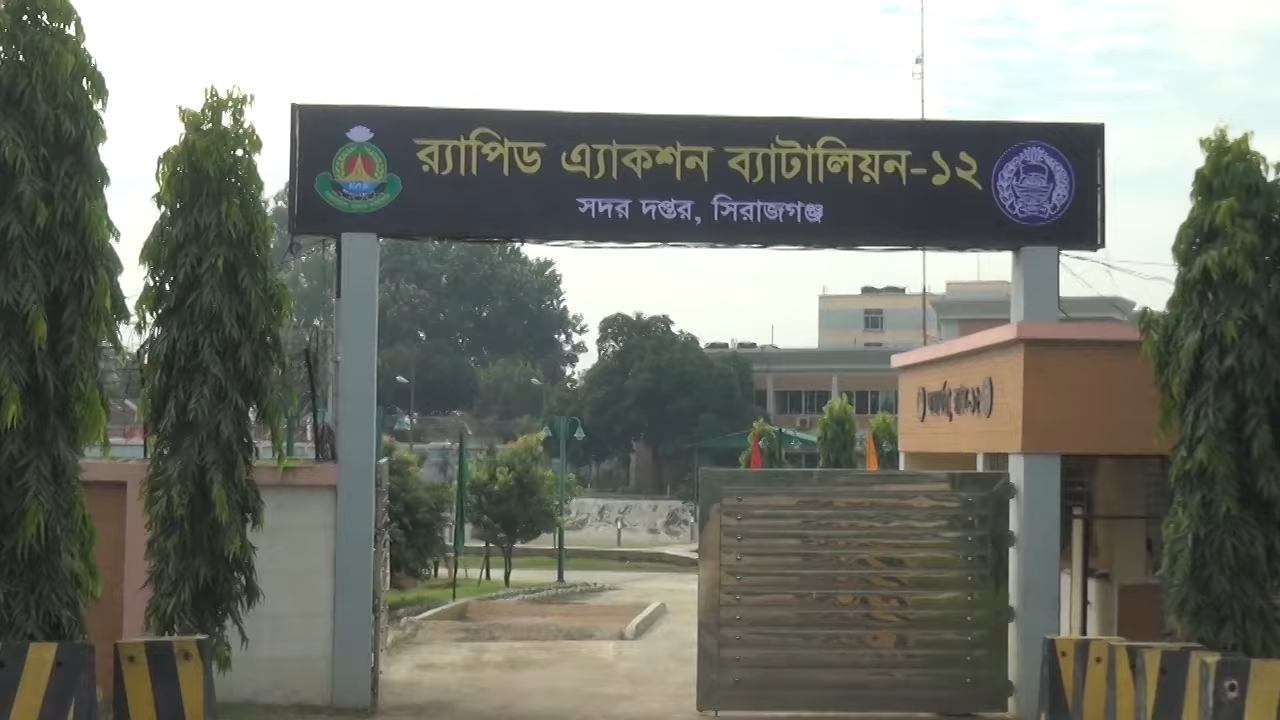 র‍্যাপিড এ্যাকশন ব্যাটালিয়ন-১২
সদর দপ্তর, সিরাজগঞ্জ